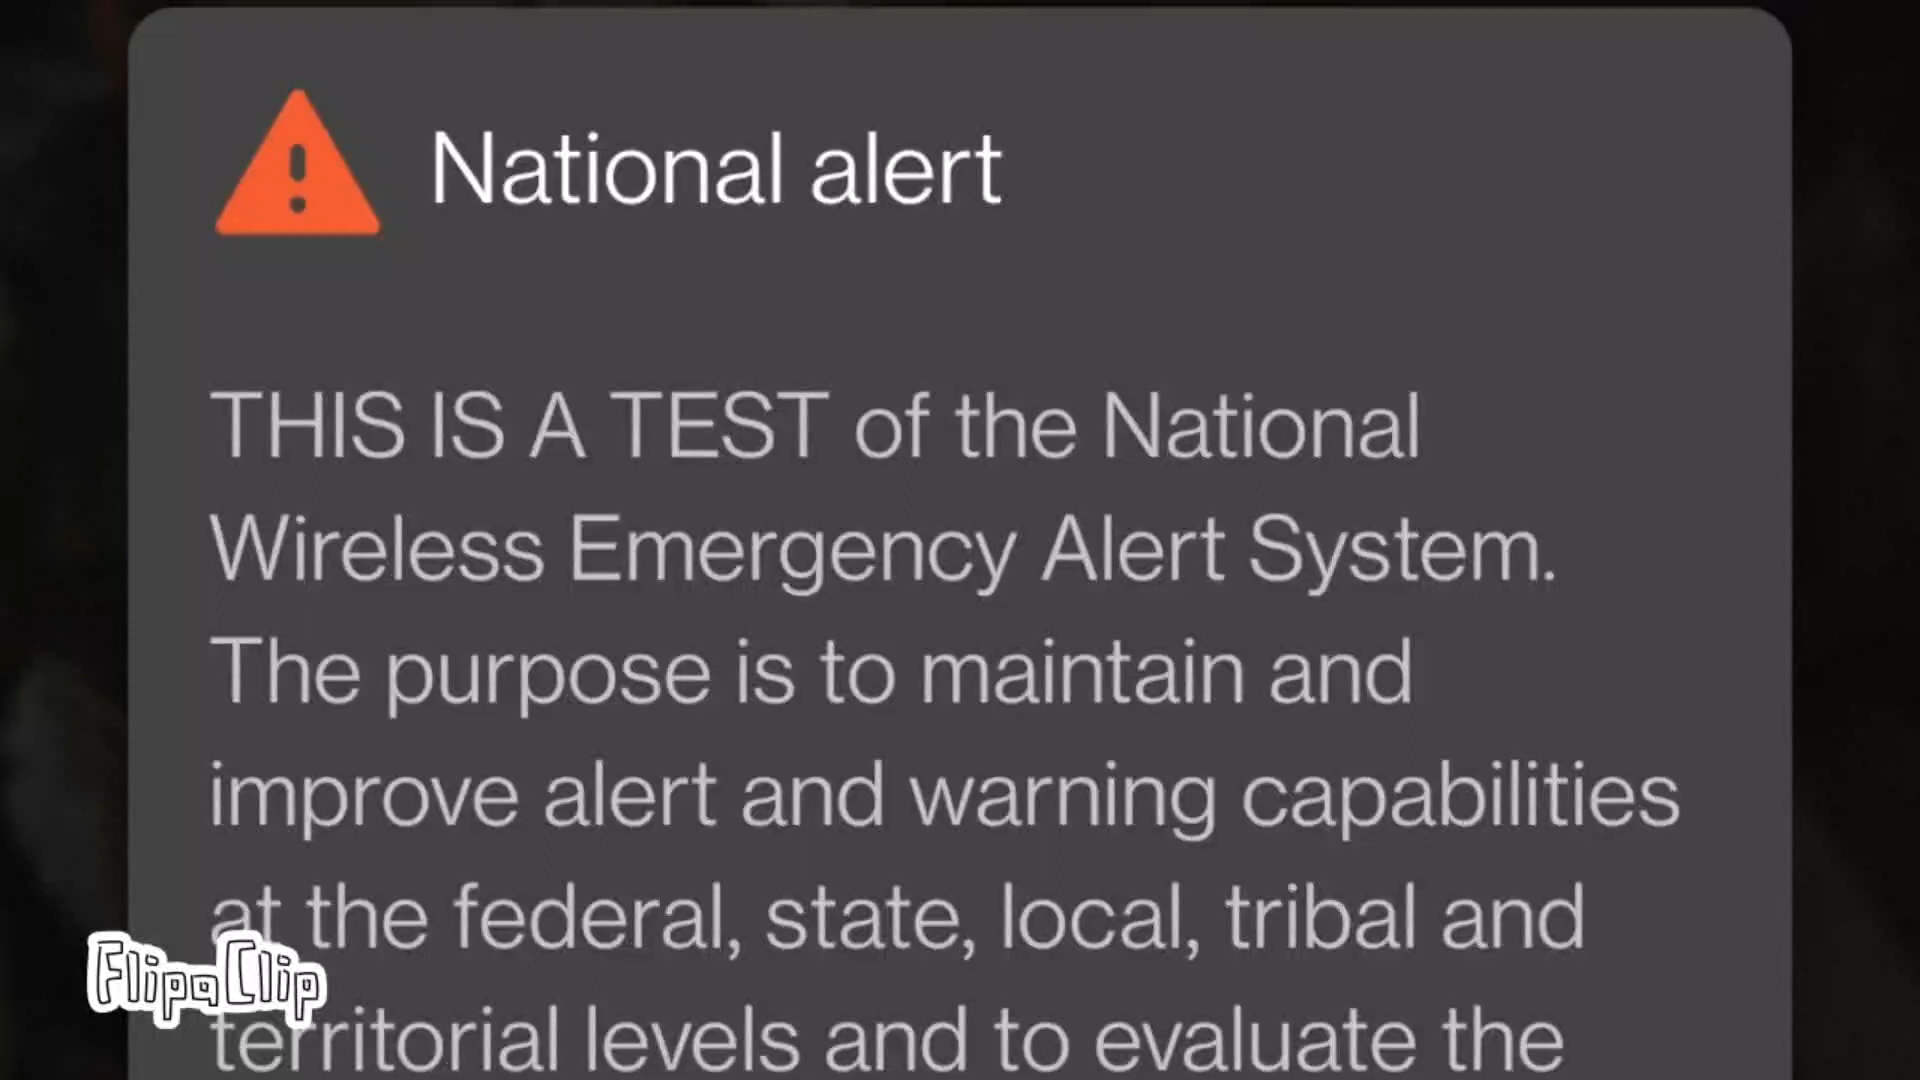 National alert
THIS IS A TEST of the National
Wireless Emergency Alert System.
The purpose is to maintain and
improve alert and warning capabilities
at the federal, state, local, tribal and
FlipaClip
territorial levels and to evaluate the